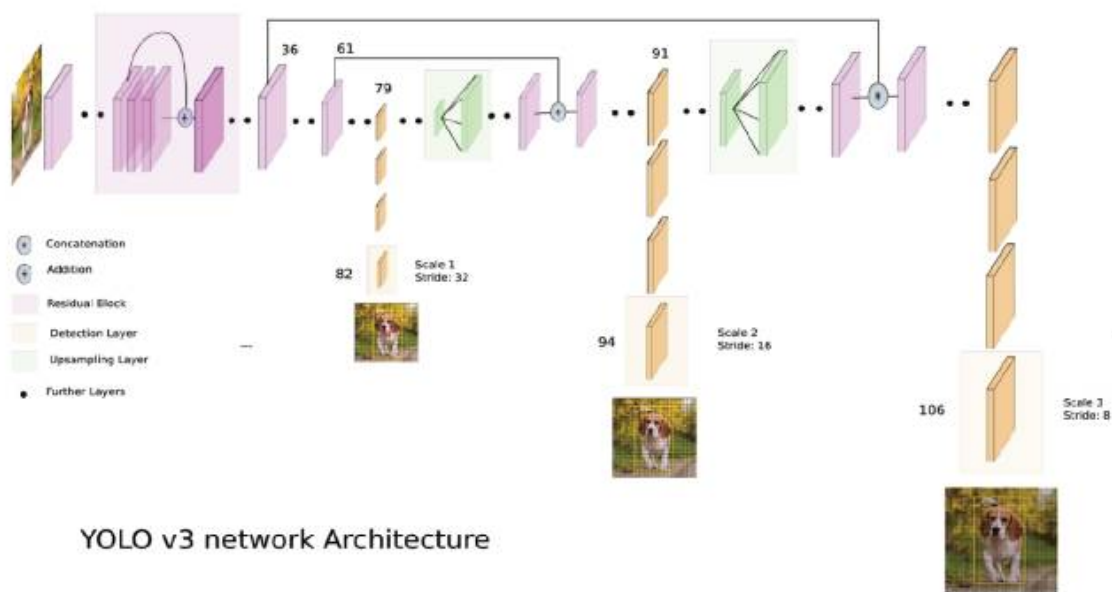 36
61
91
79
Concatenation
Addition
Residual Block
Detection Layer
Upsampling Layer
Further Layers
82
Scale 1
Stride: 32
94
Scale 2
Stride: 16
106
Scale 3
Stride: 8
YOLO v3 network Architecture